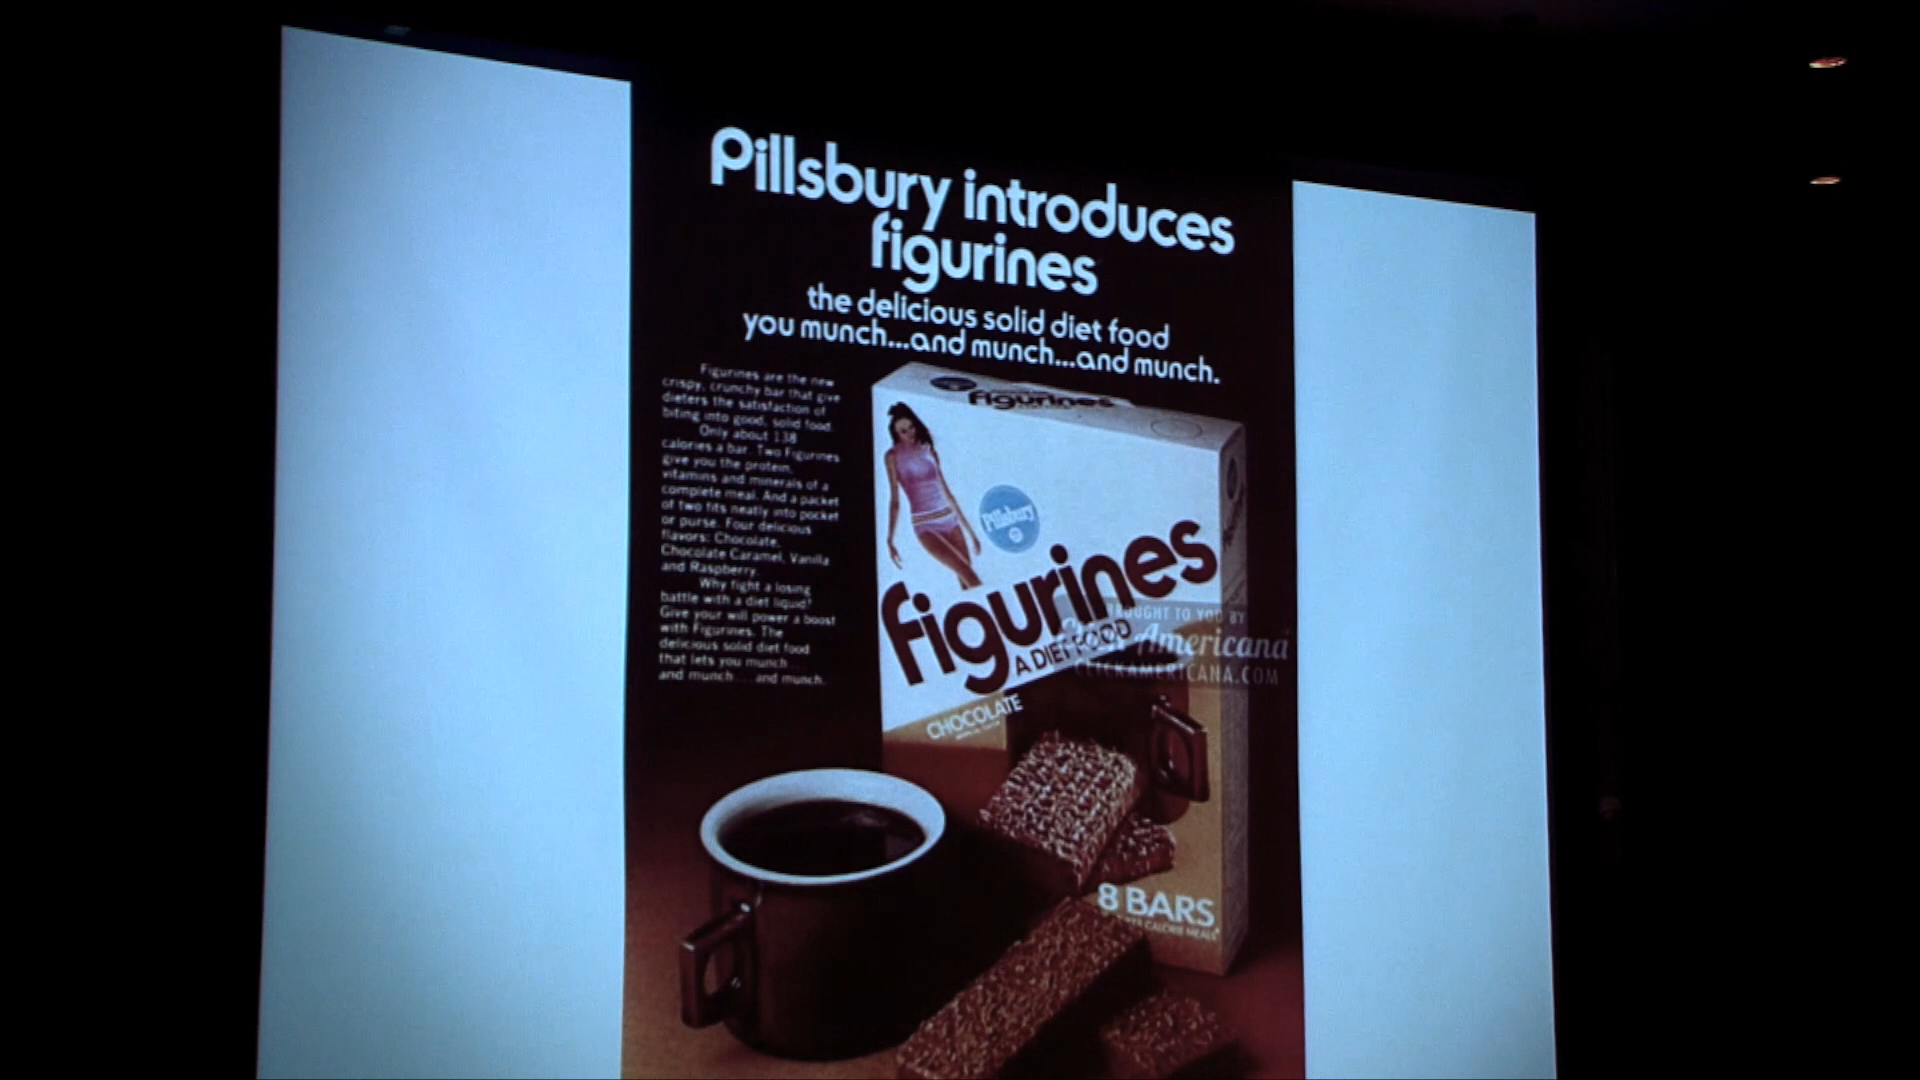 Pillsbury introduces
figurines
the delicious solid diet food
you munch...and munch...and munch.
Figurines are the new
crispy, crunchy bar that give
dieters the satisfaction of
biting into good, solid food.
Only about 138
calories a bar. Two Figurines
give you the protein,
vitamins and minerals of a
complete meal. And a packet
of two fits neatly into pocket
or purse. Four delicious
flavors: Chocolate,
Chocolate Caramel, Vanilla
and Raspberry.
Why fight a losing
battle with a diet liquid?
Give your will power a boost
with Figurines. The
delicious solid diet food
that lets you munch...
and munch...and munch.
figurines
Pillsbury
figurines
A DIET FOOD
CHOCOLATE
BROUGHT TO YOU BY
Click Americana
CLICKAMERICANA.COM
8 BARS
CALORIE MEALS